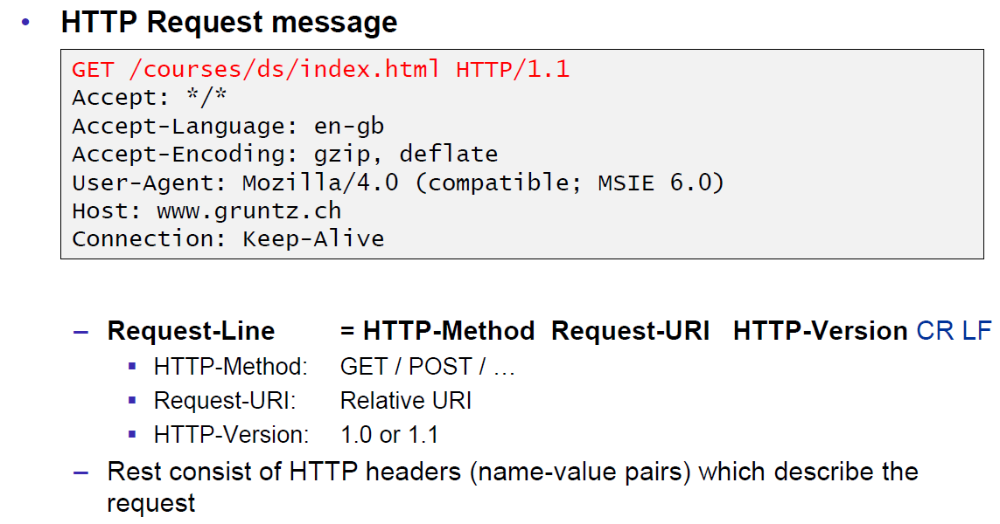 • HTTP Request message
GET /courses/ds/index.html HTTP/1.1
Accept: */*
Accept-Language: en-gb
Accept-Encoding: gzip, deflate
User-Agent: Mozilla/4.0 (compatible; MSIE 6.0)
Host: www.gruntz.ch
Connection: Keep-Alive
– Request-Line = HTTP-Method Request-URI HTTP-Version CR LF
▪ HTTP-Method: GET / POST / …
▪ Request-URI: Relative URI
▪ HTTP-Version: 1.0 or 1.1
– Rest consist of HTTP headers (name-value pairs) which describe the
request